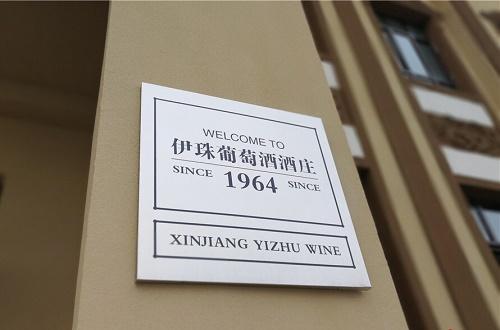 WELCOME TO
伊珠葡萄酒酒庄
SINCE 1964 SINCE
XINJIANG YIZHU WINE